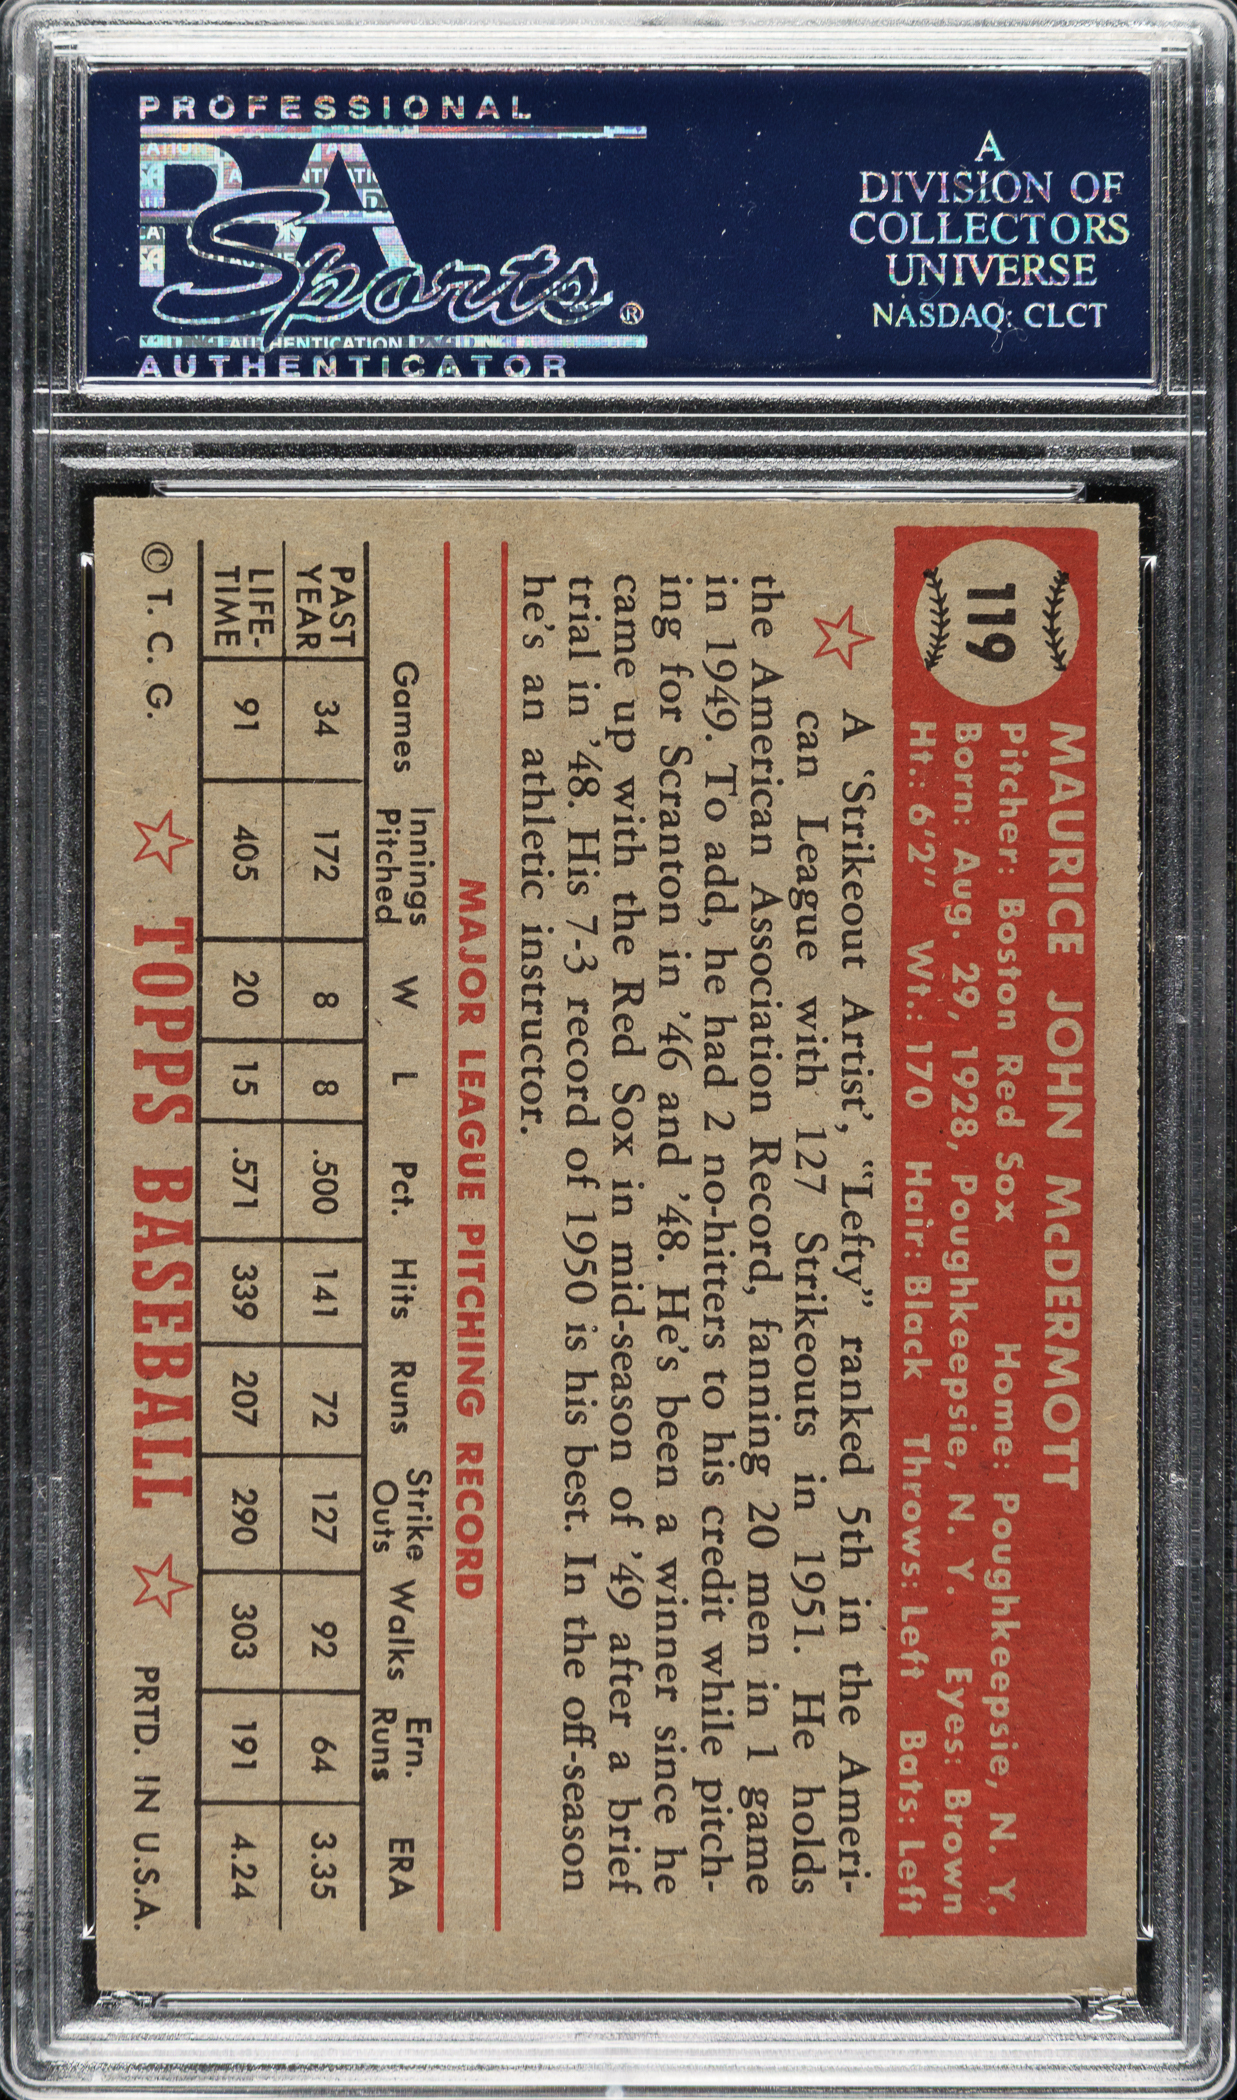 PROFESSIONAL
PSA
Sports®
AUTHENTICATOR
A
DIVISION OF
COLLECTORS
UNIVERSE
NASDAQ: CLCT
119
MAURICE JOHN McDERMOTT
Pitcher: Boston Red Sox Home: Poughkeepsie, N. Y.
Born: Aug. 29, 1928, Poughkeepsie, N. Y. Eyes: Brown
Ht.: 6'2" Wt.: 170 Hair: Black Throws: Left Bats: Left
A 'Strikeout Artist', "Lefty" ranked 5th in the Ameri-
can League with 127 Strikeouts in 1951. He holds
the American Association Record, fanning 20 men in 1 game
in 1949. To add, he had 2 no-hitters to his credit while pitch-
ing for Scranton in '46 and '48. He's been a winner since he
came up with the Red Sox in mid-season of '49 after a brief
trial in '48. His 7-3 record of 1950 is his best. In the off-season
he's an athletic instructor.
MAJOR LEAGUE PITCHING RECORD
Games Innings Pitched W L Pct. Hits Runs Strike Outs Walks Ern. Runs ERA
PAST YEAR 34 172 8 8 .500 141 72 127 92 64 3.35
LIFE-TIME 91 405 20 15 .571 339 207 290 303 191 4.24
© T. C. G. TOPPS BASEBALL PRTD. IN U.S.A.